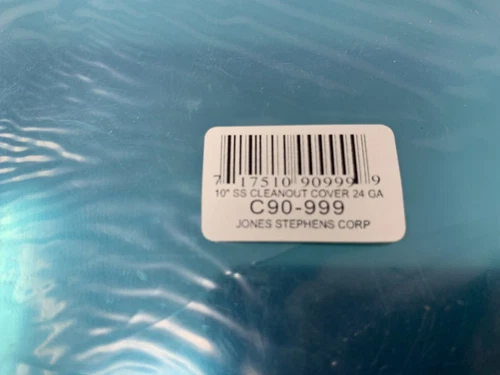 7 17510 90999 9
10" SS CLEANOUT COVER 24 GA
C90-999
JONES STEPHENS CORP